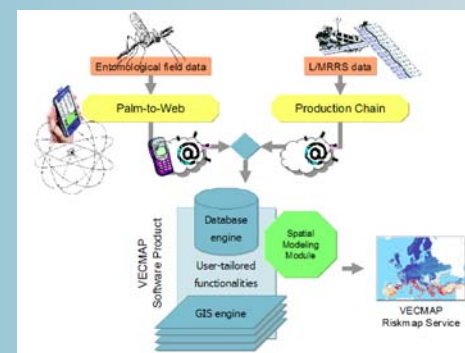 Entomological field data
L/MRRS data
Palm-to-Web
Production Chain
@
@
Database
engine
User-tailored
functionalities
GIS engine
VECMAP
Software Product
Spatial
Modeling
Module
VECMAP
Riskmap Service